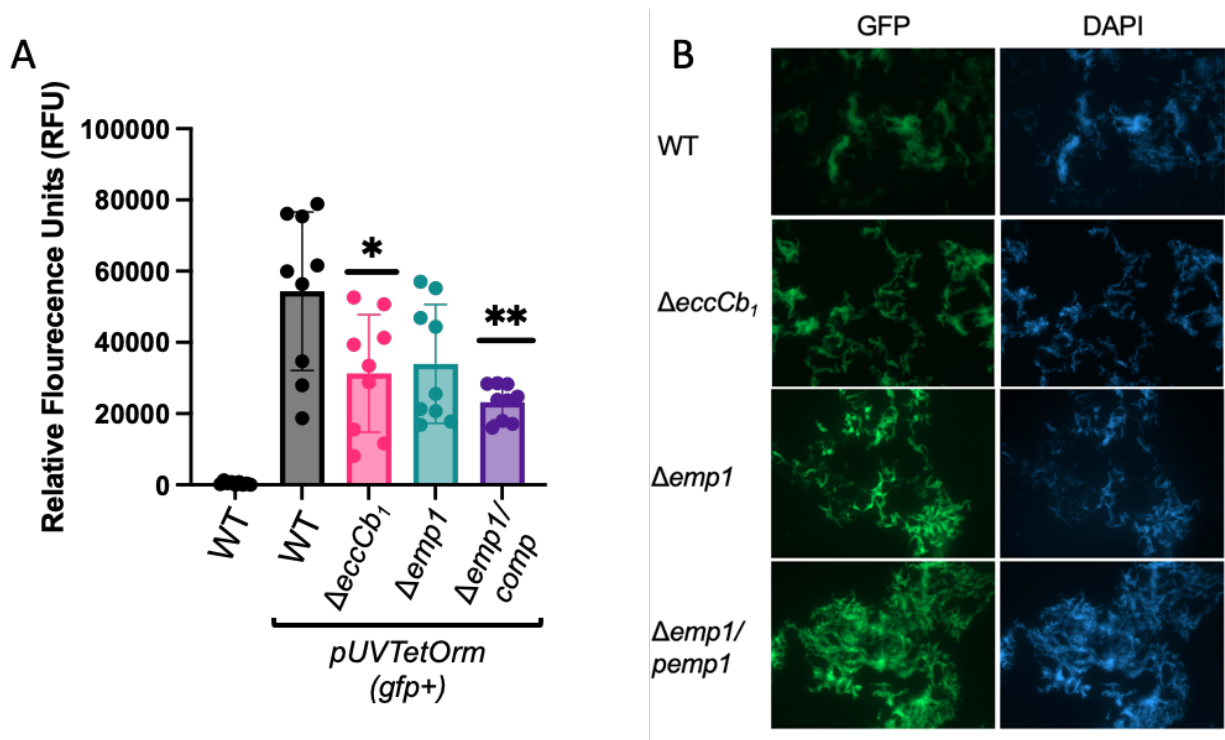 A
Relative Flourecence Units (RFU)
100000
80000
60000
40000
20000
0
*
**
WT
WT
ΔeccCb₁
Δemp1
Δemp1/
comp
pUVTetOrm
(gfp+)
B
GFP
DAPI
WT
ΔeccCb₁
Δemp1
Δemp1/
pemp1